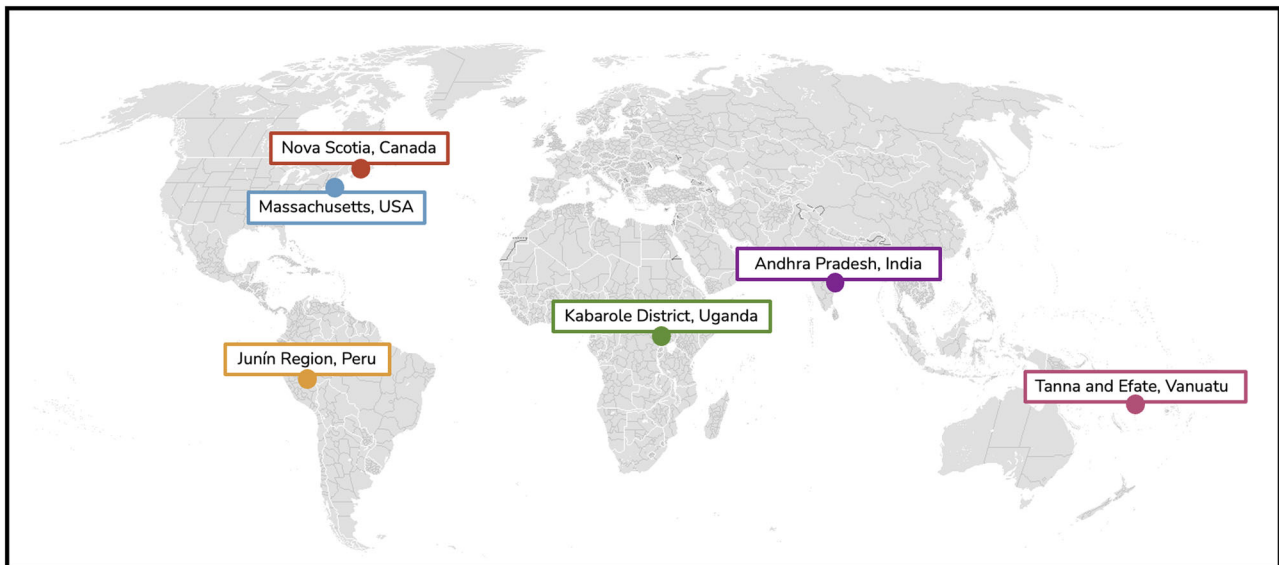 Nova Scotia, Canada
Massachusetts, USA
Andhra Pradesh, India
Kabarole District, Uganda
Junín Region, Peru
Tanna and Efate, Vanuatu